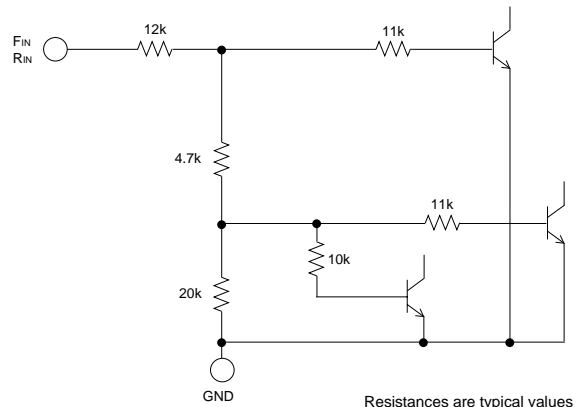 FIN
RIN
12k
11k
4.7k
11k
10k
20k
GND
Resistances are typical values